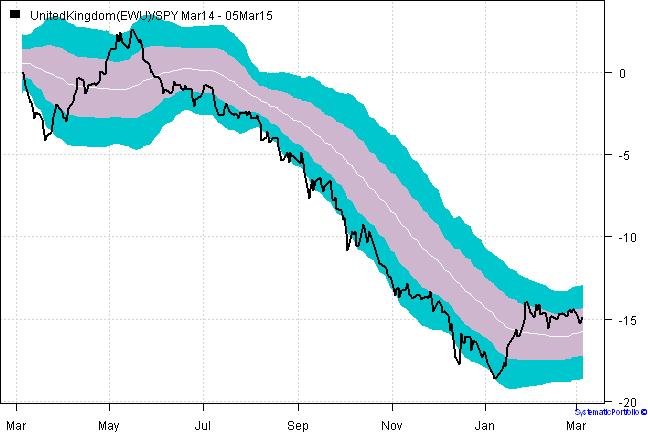 UnitedKingdom(EWU)/SPY Mar14 - 05Mar15
0
-5
-10
-15
-20
SystematicPortfolio ©
Mar May Jul Sep Nov Jan Mar